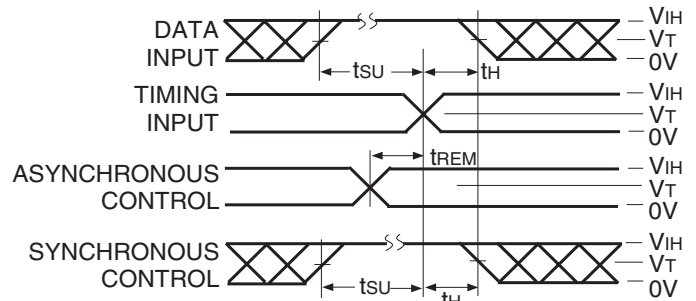 DATA
INPUT
tSU
tH
VIH
VT
0V
TIMING
INPUT
VIH
VT
0V
tREM
ASYNCHRONOUS
CONTROL
VIH
VT
0V
SYNCHRONOUS
CONTROL
tSU
tH
VIH
VT
0V